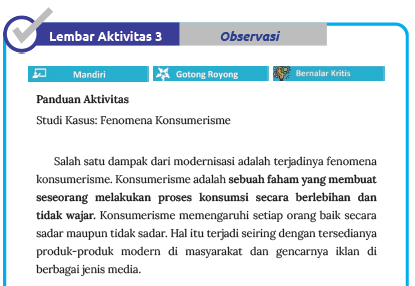 Lembar Aktivitas 3
Observasi
Mandiri
Gotong Royong
Bernalar Kritis
Panduan Aktivitas
Studi Kasus: Fenomena Konsumerisme
Salah satu dampak dari modernisasi adalah terjadinya fenomena
konsumerisme. Konsumerisme adalah sebuah faham yang membuat
seseorang melakukan proses konsumsi secara berlebihan dan
tidak wajar. Konsumerisme memengaruhi setiap orang baik secara
sadar maupun tidak sadar. Hal itu terjadi seiring dengan tersedianya
produk-produk modern di masyarakat dan gencarnya iklan di
berbagai jenis media.